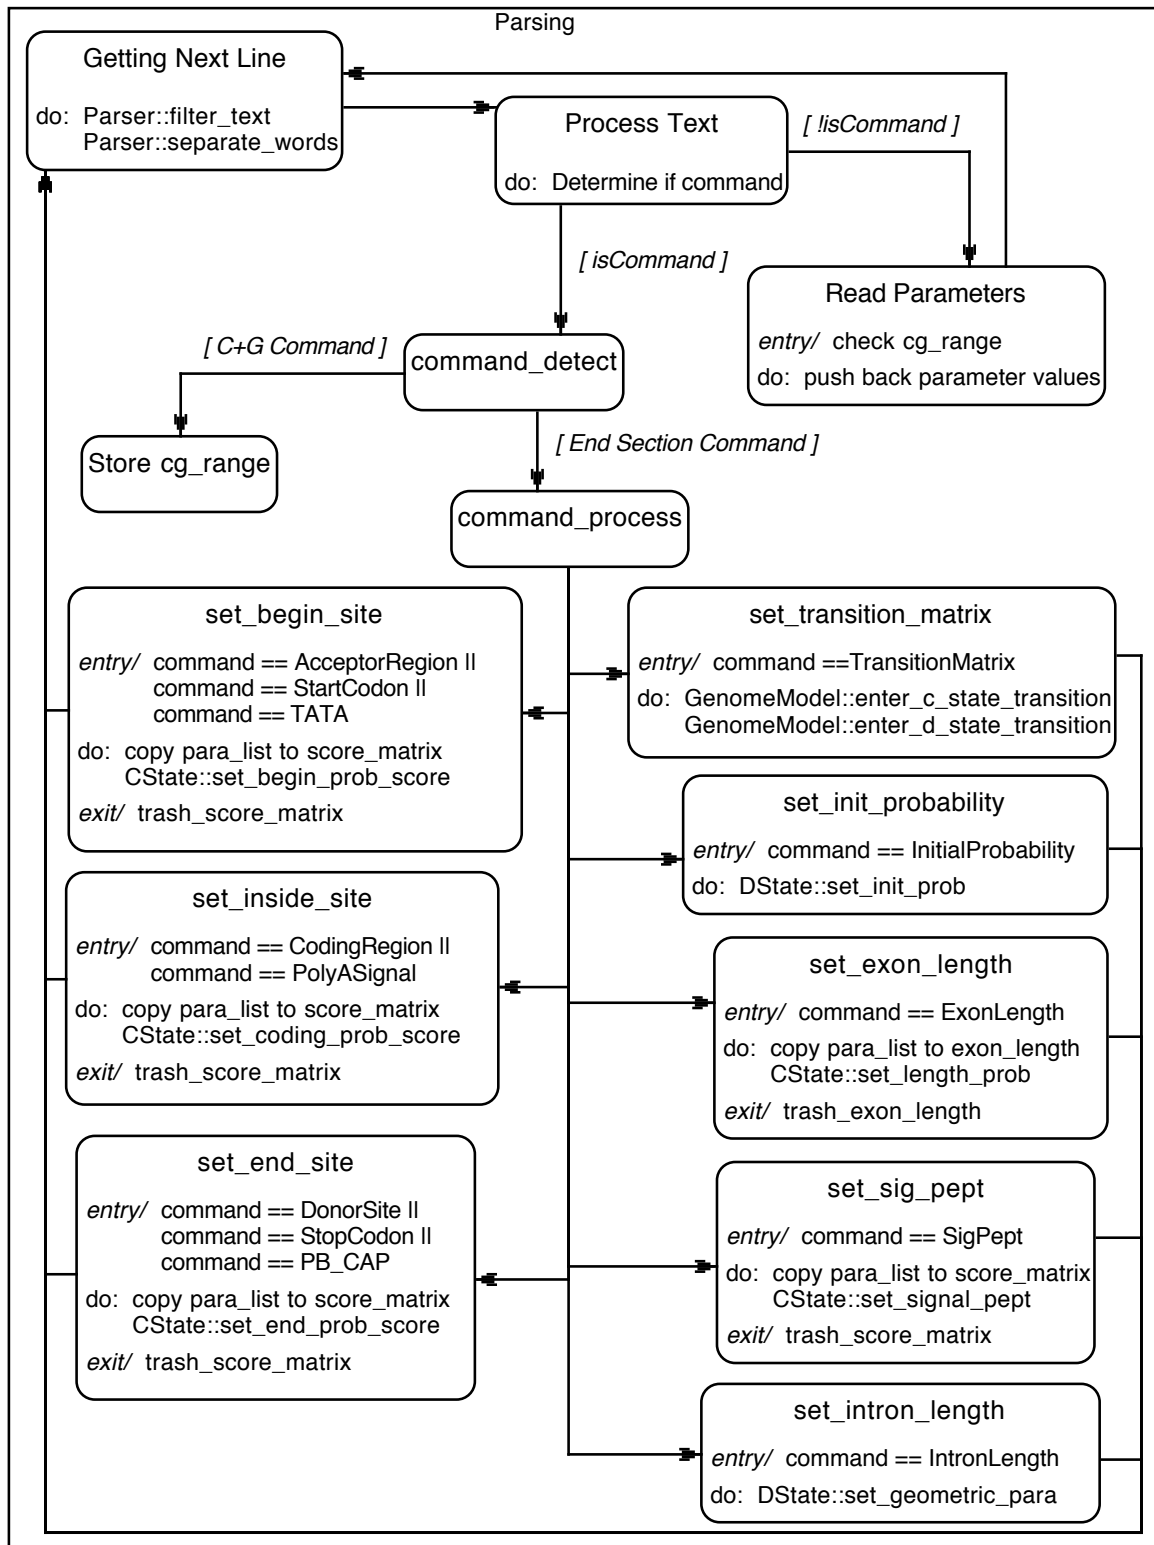 Parsing
Getting Next Line
do: Parser::filter_text
Parser::separate_words
Process Text
do: Determine if command
[ !isCommand ]
[ isCommand ]
Read Parameters
entry/ check cg_range
do: push back parameter values
[ C+G Command ]
command_detect
Store cg_range
[ End Section Command ]
command_process
set_begin_site
entry/ command == AcceptorRegion ||
command == StartCodon ||
command == TATA
do: copy para_list to score_matrix
CState::set_begin_prob_score
exit/ trash_score_matrix
set_transition_matrix
entry/ command ==TransitionMatrix
do: GenomeModel::enter_c_state_transition
GenomeModel::enter_d_state_transition
set_init_probability
entry/ command == InitialProbability
do: DState::set_init_prob
set_inside_site
entry/ command == CodingRegion ||
command == PolyASignal
do: copy para_list to score_matrix
CState::set_coding_prob_score
exit/ trash_score_matrix
set_exon_length
entry/ command == ExonLength
do: copy para_list to exon_length
CState::set_length_prob
exit/ trash_exon_length
set_end_site
entry/ command == DonorSite ||
command == StopCodon ||
command == PB_CAP
do: copy para_list to score_matrix
CState::set_end_prob_score
exit/ trash_score_matrix
set_sig_pept
entry/ command == SigPept
do: copy para_list to score_matrix
CState::set_signal_pept
exit/ trash_score_matrix
set_intron_length
entry/ command == IntronLength
do: DState::set_geometric_para